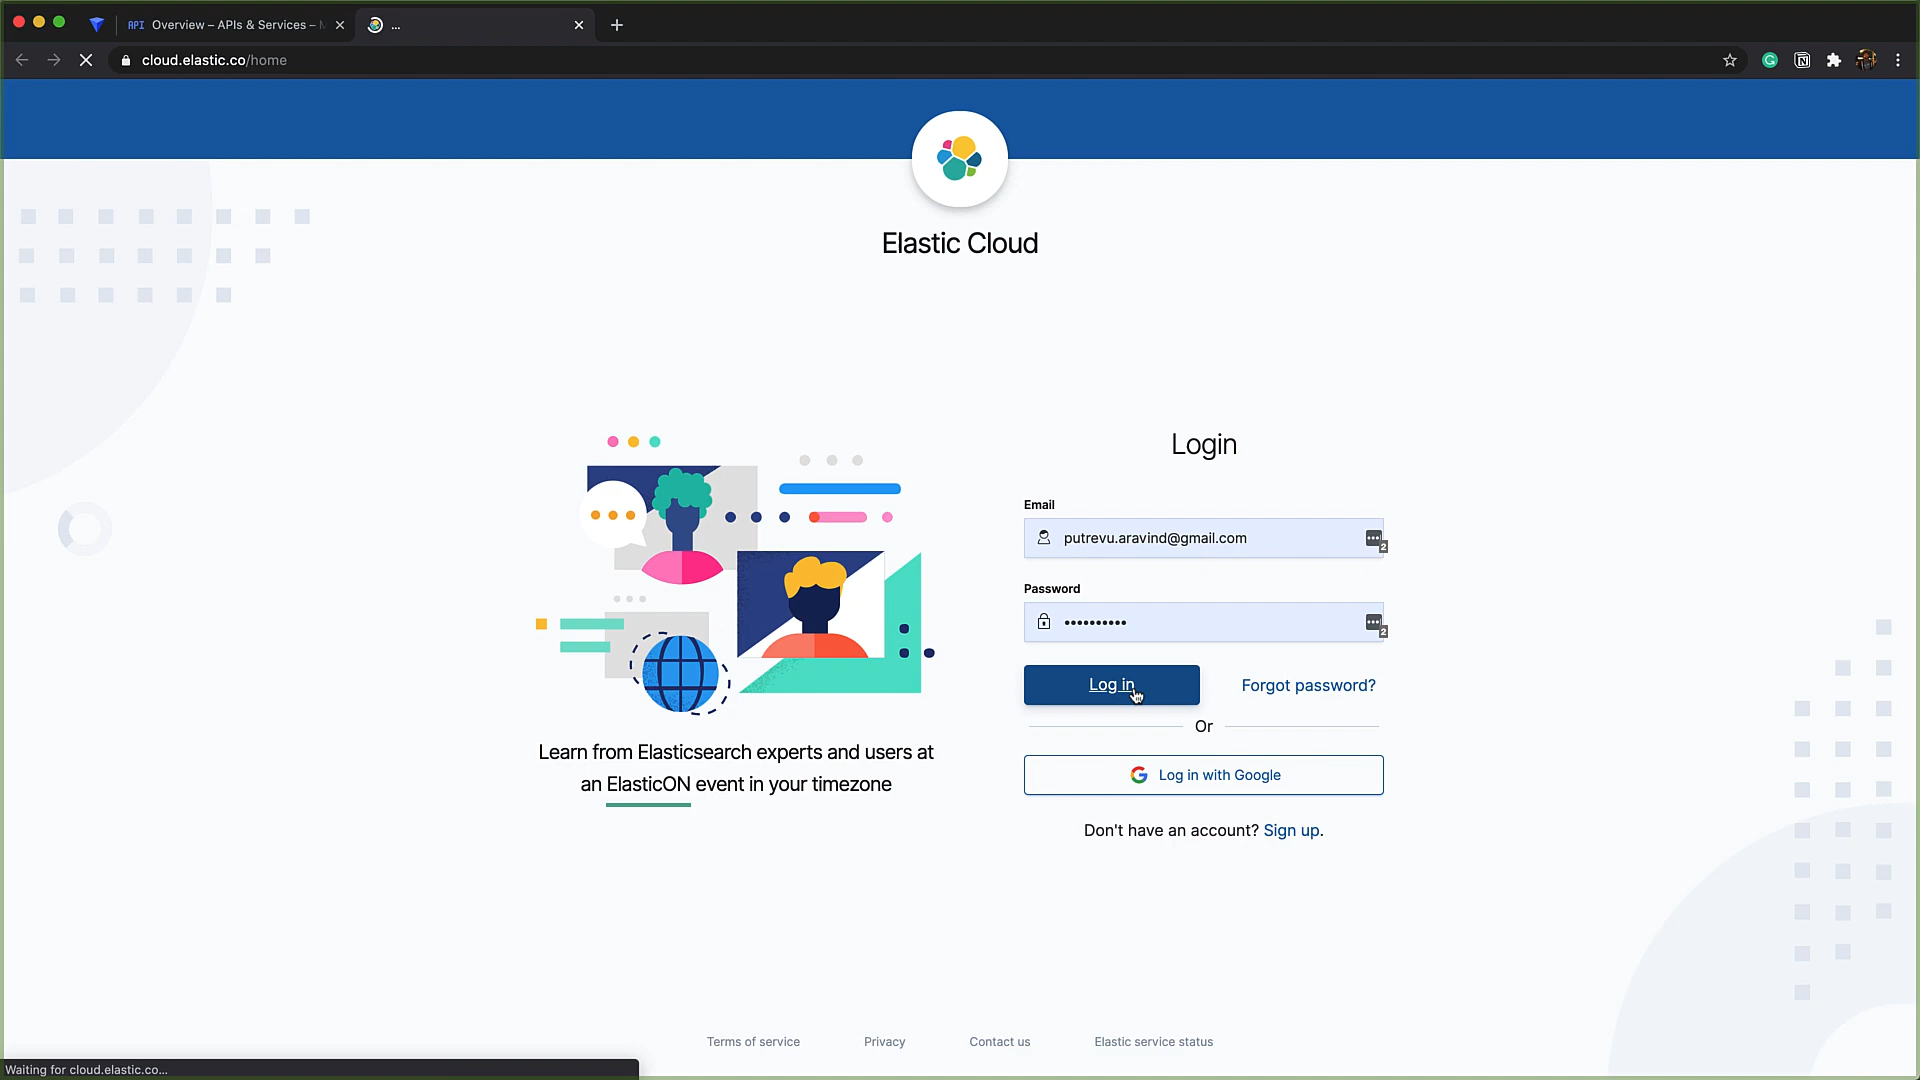 API Overview – APIs & Services –
...
cloud.elastic.co/home
Elastic Cloud
Login
Email
putrevu.aravind@gmail.com
2
Password
••••••••••
2
Log in
Forgot password?
Or
Log in with Google
Don't have an account? Sign up.
Learn from Elasticsearch experts and users at
an ElasticON event in your timezone
Terms of service
Privacy
Contact us
Elastic service status
Waiting for cloud.elastic.co...